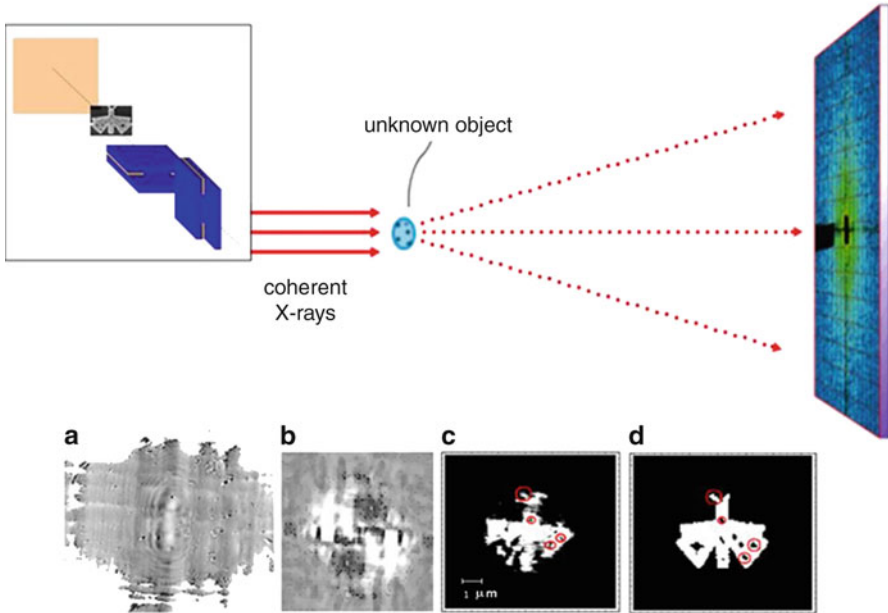 unknown object
coherent
X-rays
a
b
c
d
1 μm